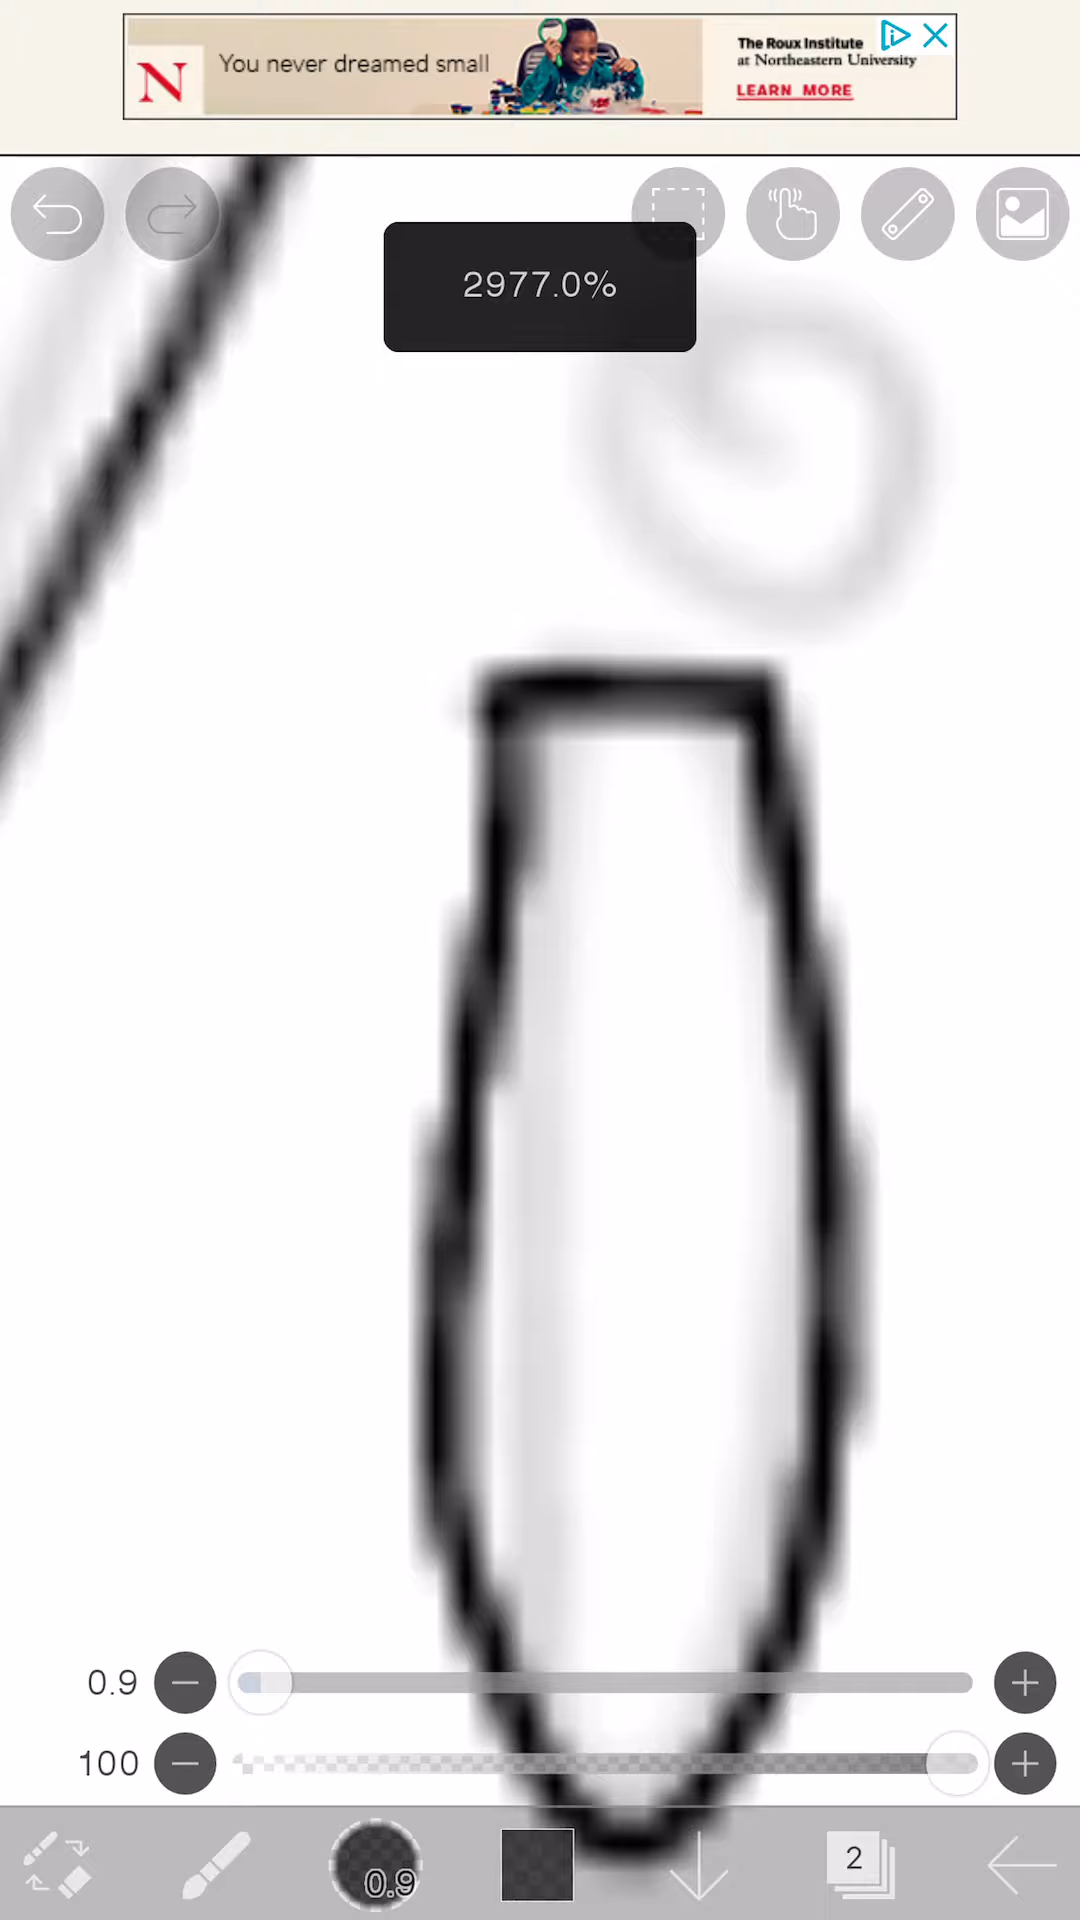 N
You never dreamed small
The Roux Institute
at Northeastern University
LEARN MORE
2977.0%
0.9
100
0.9
2